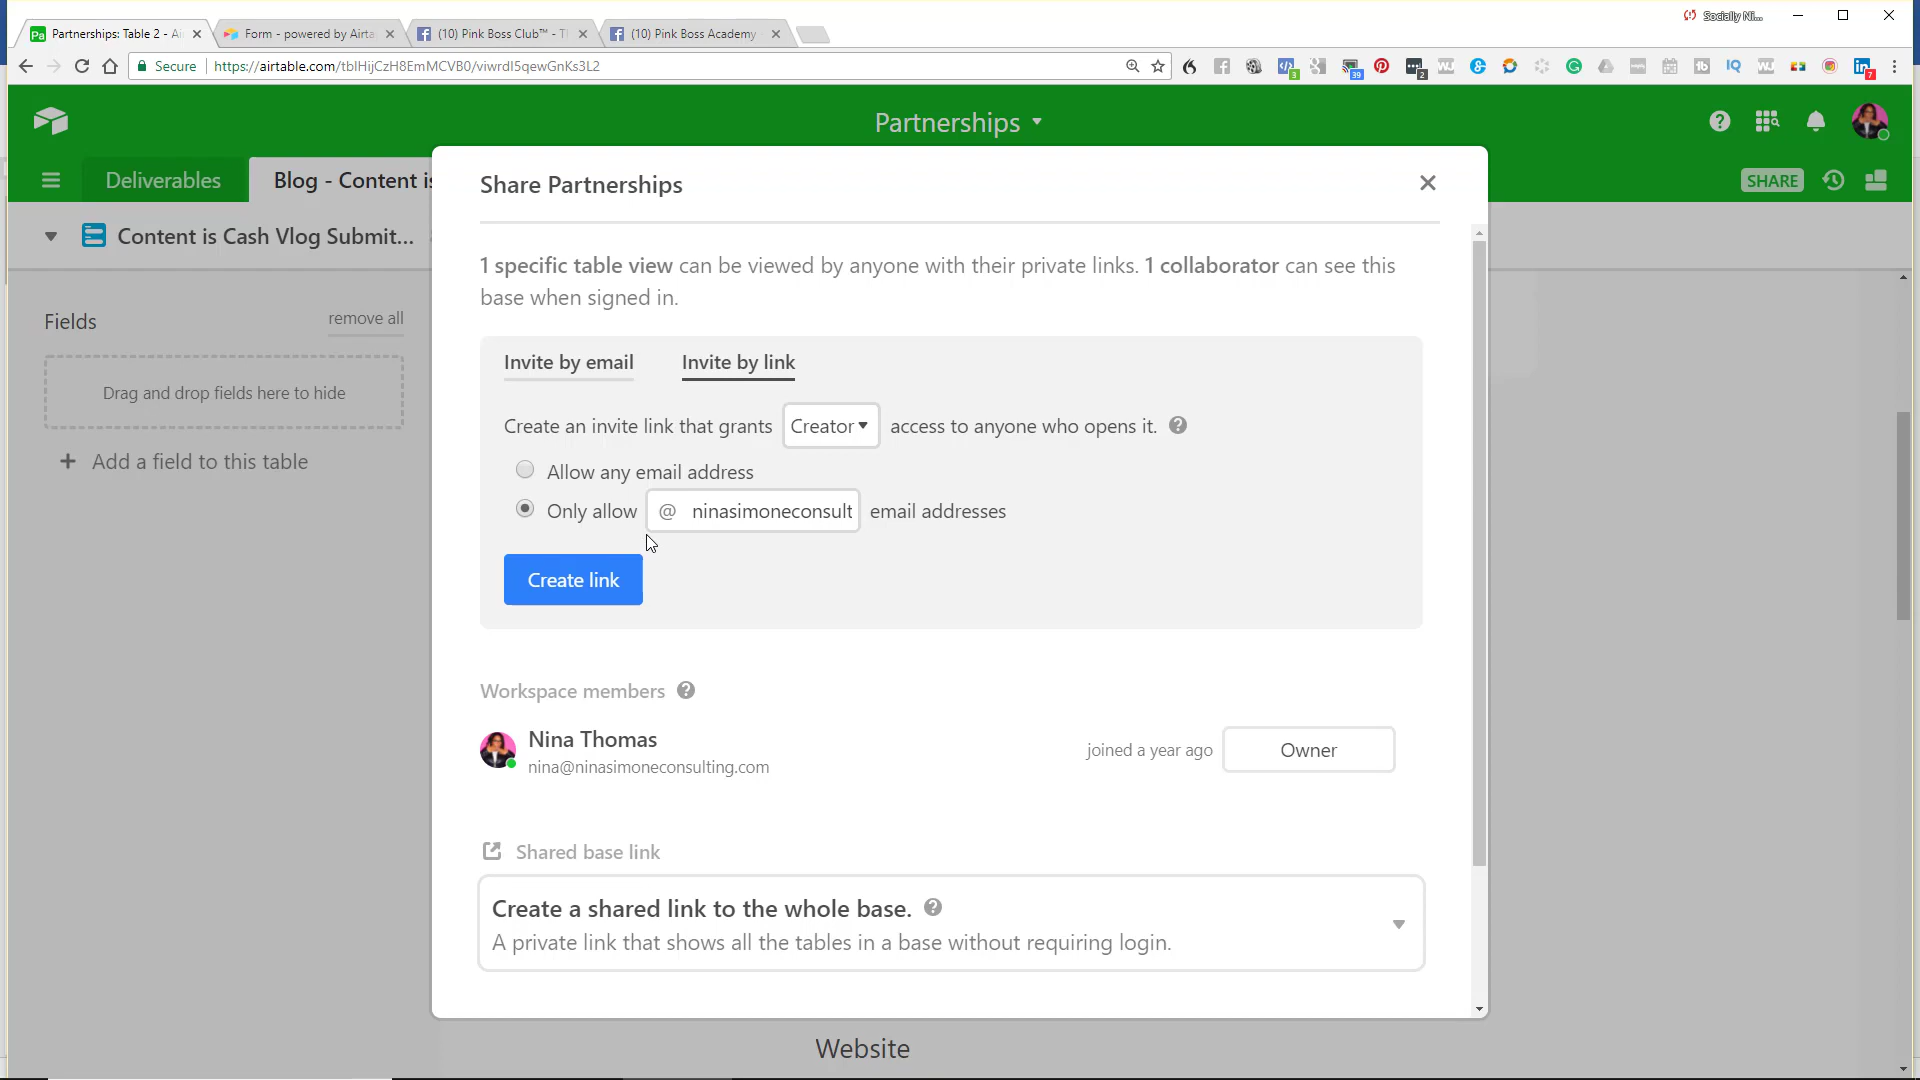 Socially Ni...
Pa Partnerships: Table 2 - Ai
Form - powered by Airta
(10) Pink Boss Club™ - T
(10) Pink Boss Academy
Secure https://airtable.com/tblHijCzH8EmMCVB0/viwrdI5qewGnKs3L2
Partnerships
Deliverables
Blog - Content is
SHARE
Content is Cash Vlog Submit...
Fields
remove all
Drag and drop fields here to hide
+ Add a field to this table
Share Partnerships
1 specific table view can be viewed by anyone with their private links. 1 collaborator can see this
base when signed in.
Invite by email
Invite by link
Create an invite link that grants Creator access to anyone who opens it. ?
Allow any email address
Only allow @ ninasimoneconsult email addresses
Create link
Workspace members ?
Nina Thomas
nina@ninasimoneconsulting.com
joined a year ago
Owner
Shared base link
Create a shared link to the whole base. ?
A private link that shows all the tables in a base without requiring login.
Website